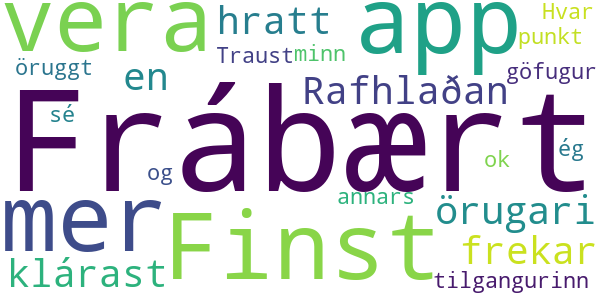 vera hratt app Hvar
Traust minn punkt
öruggt en Rafhlaðan göfugur
Frábært
sé og ok ég
mer Finst annars örugari
klárast frekar
tilgangurinn